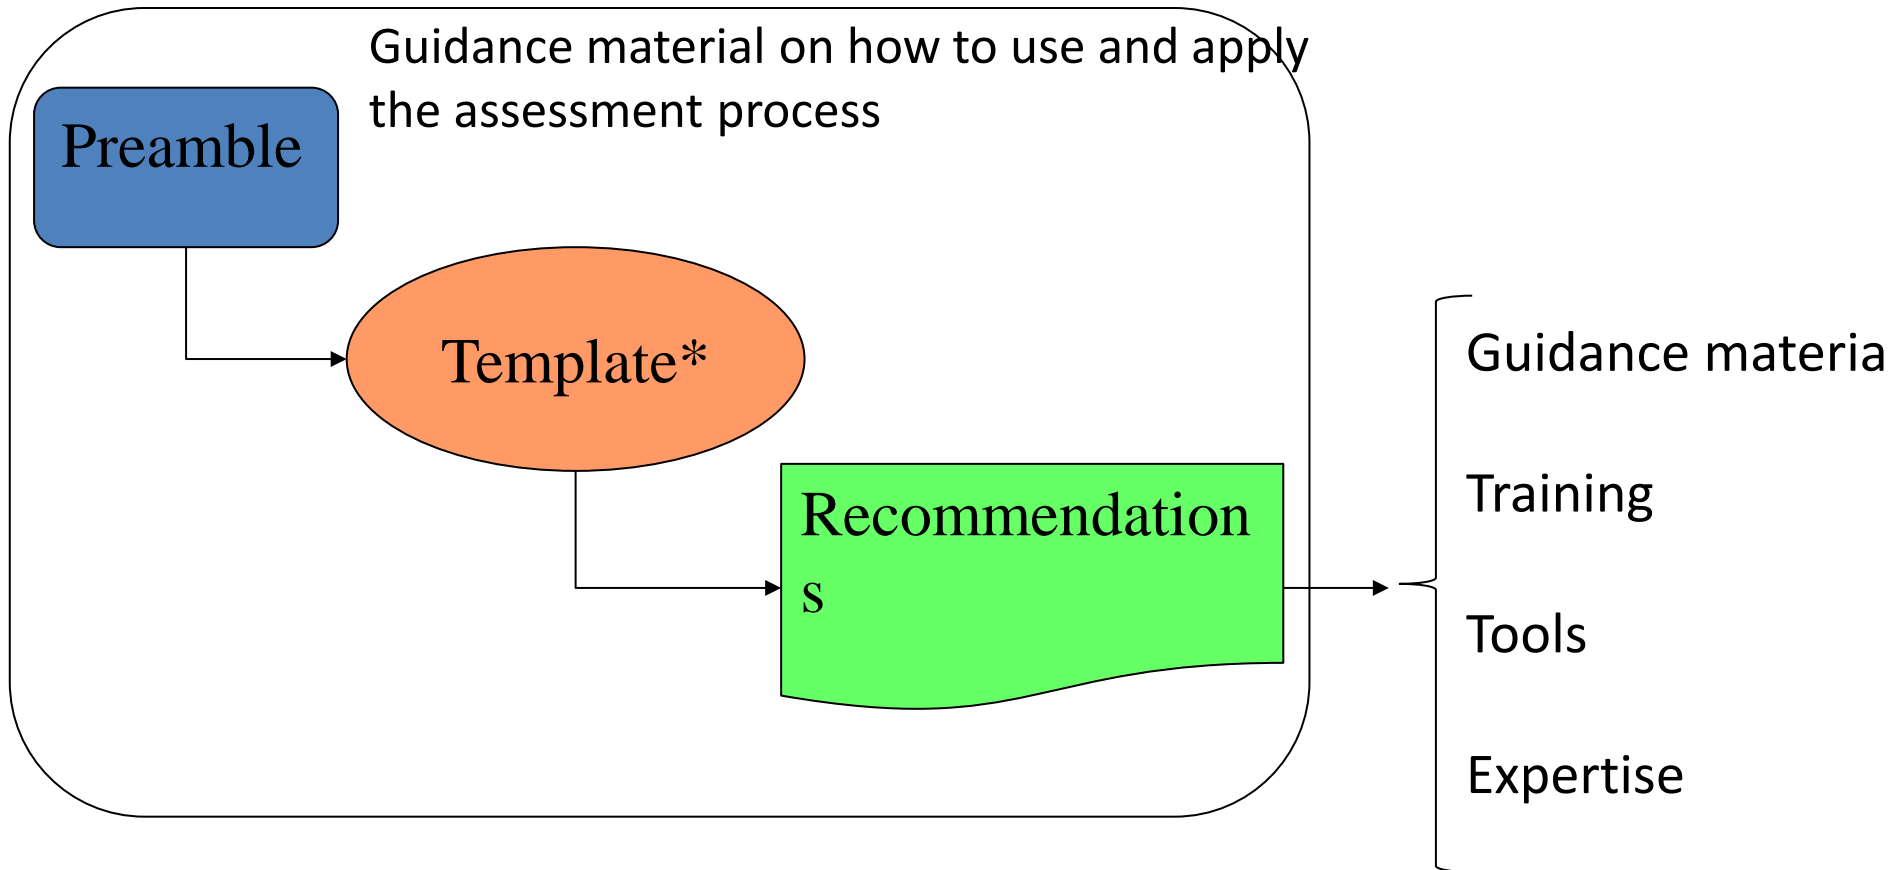 Guidance material on how to use and apply
the assessment process
Preamble
Template*
Recommendation
s
Guidance materia
Training
Tools
Expertise